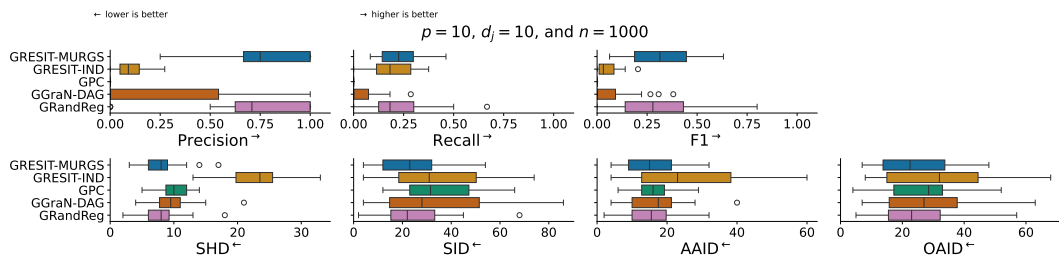 ← lower is better
→ higher is better
p = 10, d_j = 10, and n = 1000
GRESIT-MURGS
GRESIT-IND
GPC
GGraN-DAG
GRandReg
0.00 0.25 0.50 0.75 1.00
Precision→
0.00 0.25 0.50 0.75 1.00
Recall→
0.00 0.25 0.50 0.75 1.00
F1→
GRESIT-MURGS
GRESIT-IND
GPC
GGraN-DAG
GRandReg
0 10 20 30
SHD←
0 20 40 60 80
SID←
0 20 40 60
AAID←
0 20 40 60
OAID←